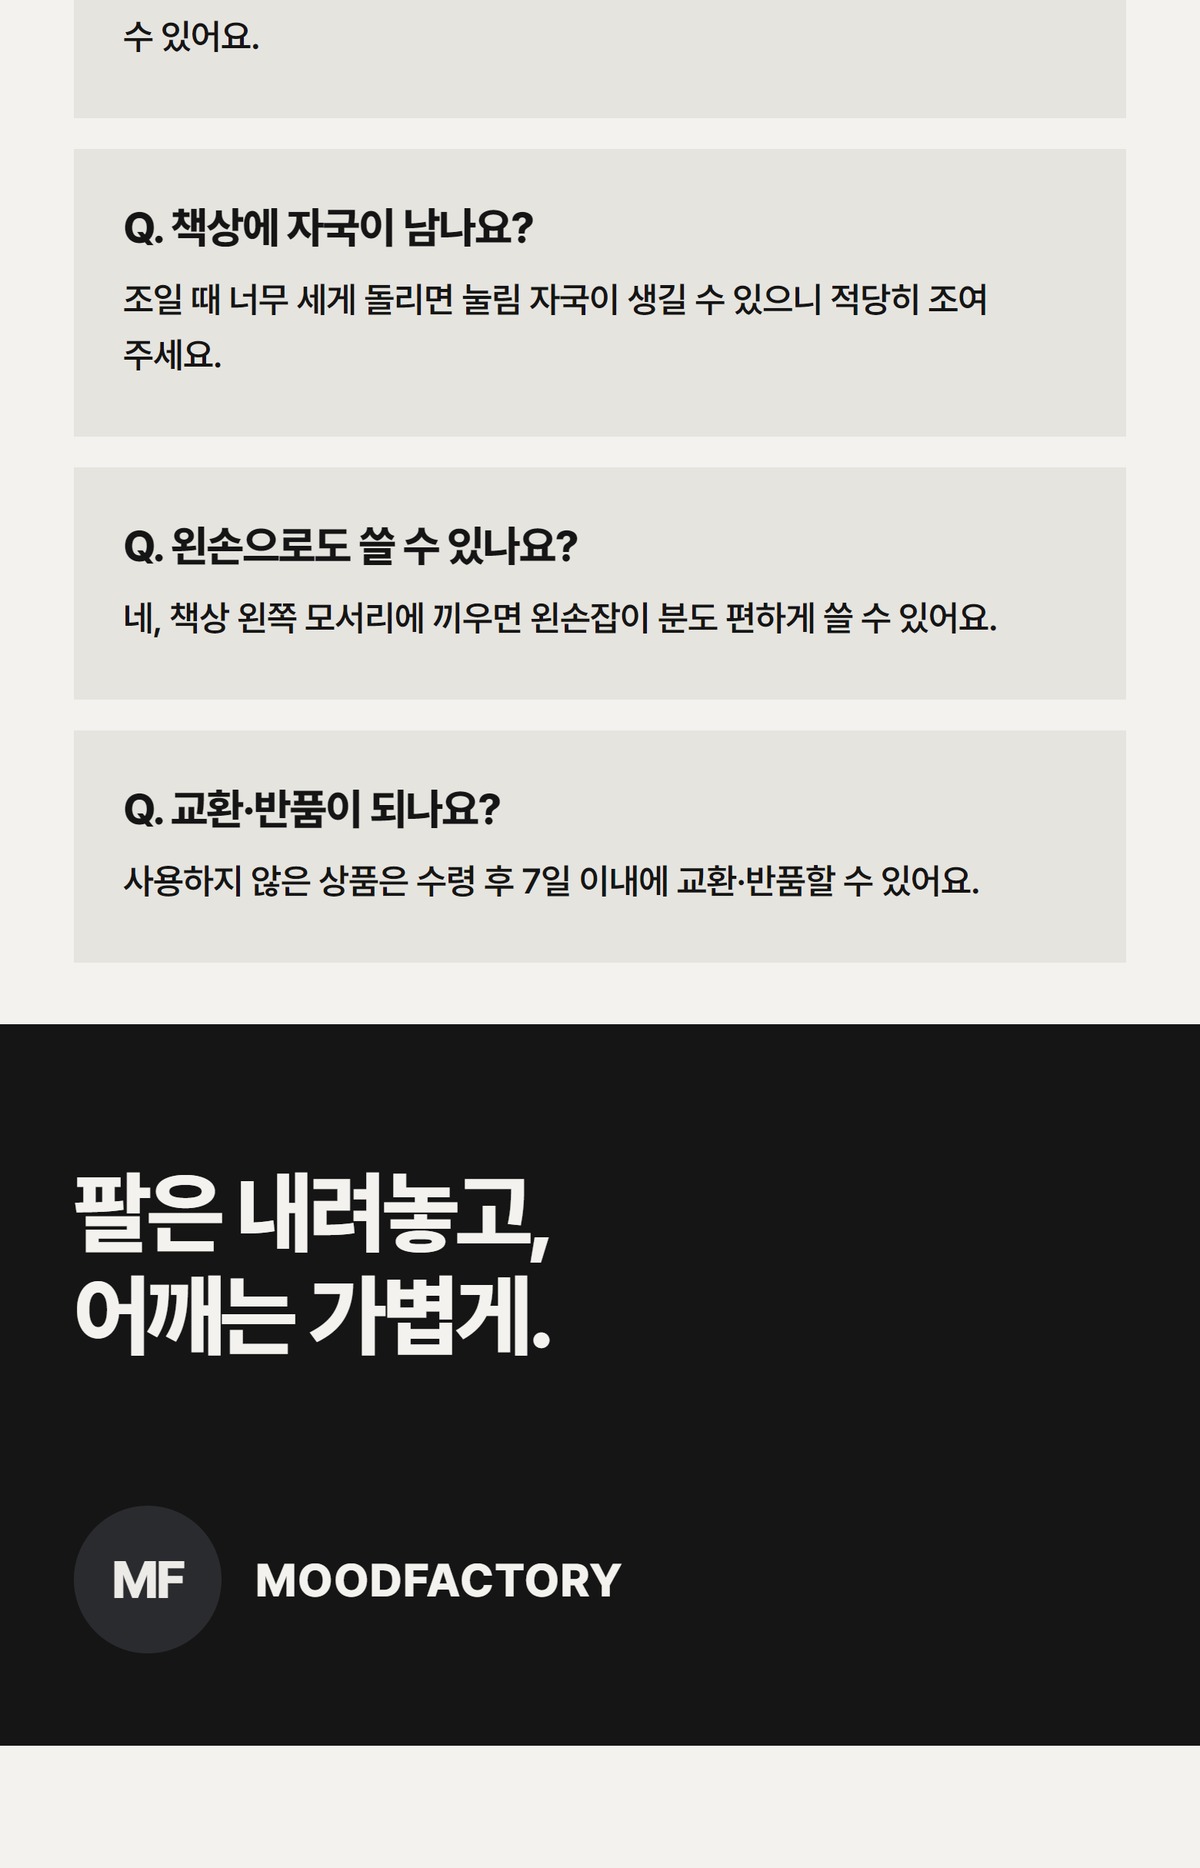 수 있어요.
Q. 책상에 자국이 남나요?
조일 때 너무 세게 돌리면 눌림 자국이 생길 수 있으니 적당히 조여
주세요.
Q. 왼손으로도 쓸 수 있나요?
네, 책상 왼쪽 모서리에 끼우면 왼손잡이 분도 편하게 쓸 수 있어요.
Q. 교환·반품이 되나요?
사용하지 않은 상품은 수령 후 7일 이내에 교환·반품할 수 있어요.
팔은 내려놓고,
어깨는 가볍게.
MF
MOODFACTORY